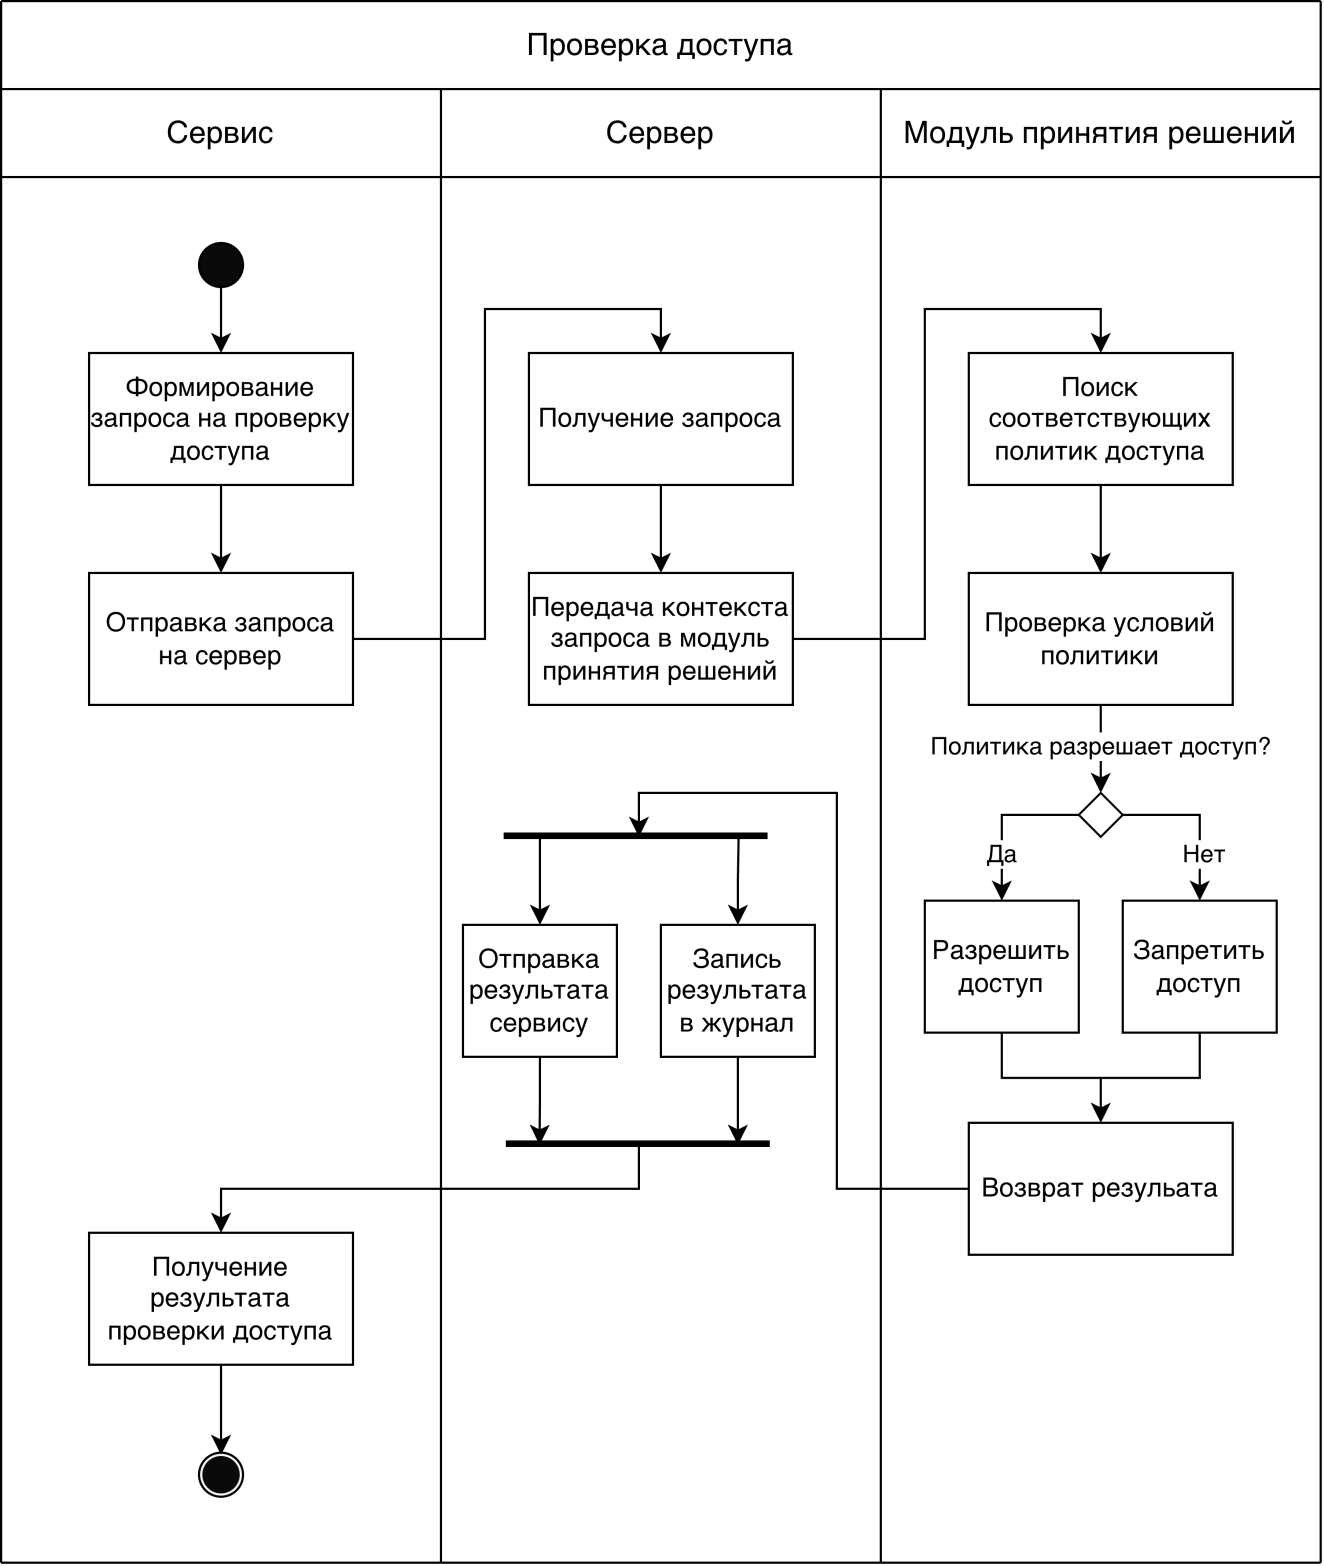 Проверка доступа
Сервис
Сервер
Модуль принятия решений
Формирование
запроса на проверку
доступа
Получение запроса
Поиск
соответствующих
политик доступа
Отправка запроса
на сервер
Передача контекста
запроса в модуль
принятия решений
Проверка условий
политики
Политика разрешает доступ?
Да
Нет
Разрешить
доступ
Запретить
доступ
Отправка
результата
сервису
Запись
результата
в журнал
Возврат резульата
Получение
результата
проверки доступа